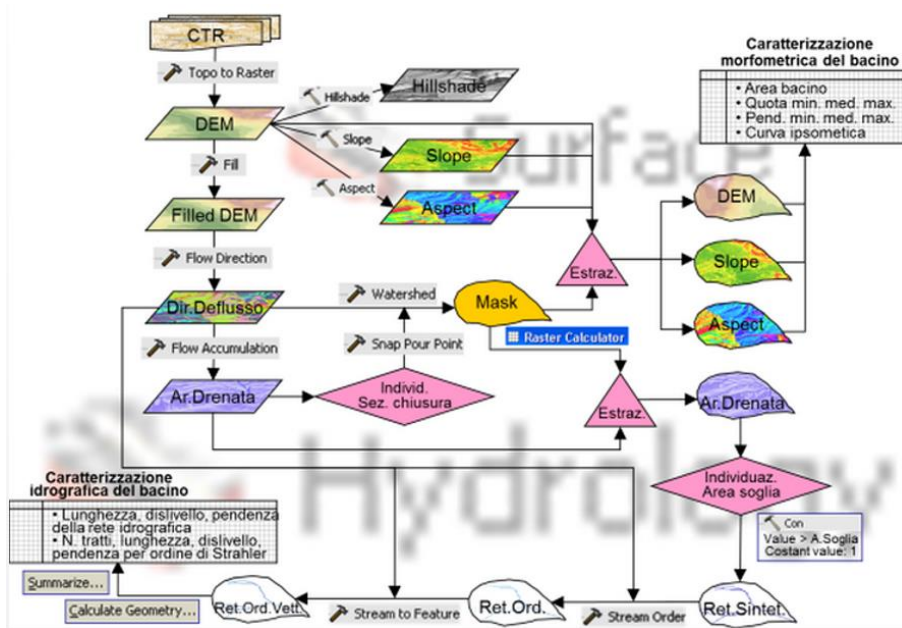 CTR
Topo to Raster
DEM
Fill
Filled DEM
Flow Direction
Dir.Deflusso
Flow Accumulation
Ar.Drenata
Hillshade
Hillshade
Slope
Slope
Aspect
Aspect
Surface
Caratterizzazione
morfometrica del bacino
• Area bacino
• Quota min. med. max.
• Pend. min. med. max.
• Curva ipsometica
Estraz.
DEM
Slope
Aspect
Watershed
Mask
Raster Calculator
Snap Pour Point
Individ.
Sez. chiusura
Estraz.
Ar.Drenata
Hydrology
Individuaz.
Area soglia
Con
Value > A.Soglia
Costant value: 1
Caratterizzazione
idrografica del bacino
• Lunghezza, dislivello, pendenza
della rete idrografica
• N. tratti, lunghezza, dislivello,
pendenza per ordine di Strahler
Summarize...
Calculate Geometry...
Ret.Ord.Vett.
Stream to Feature
Ret.Ord.
Stream Order
Ret.Sintet.